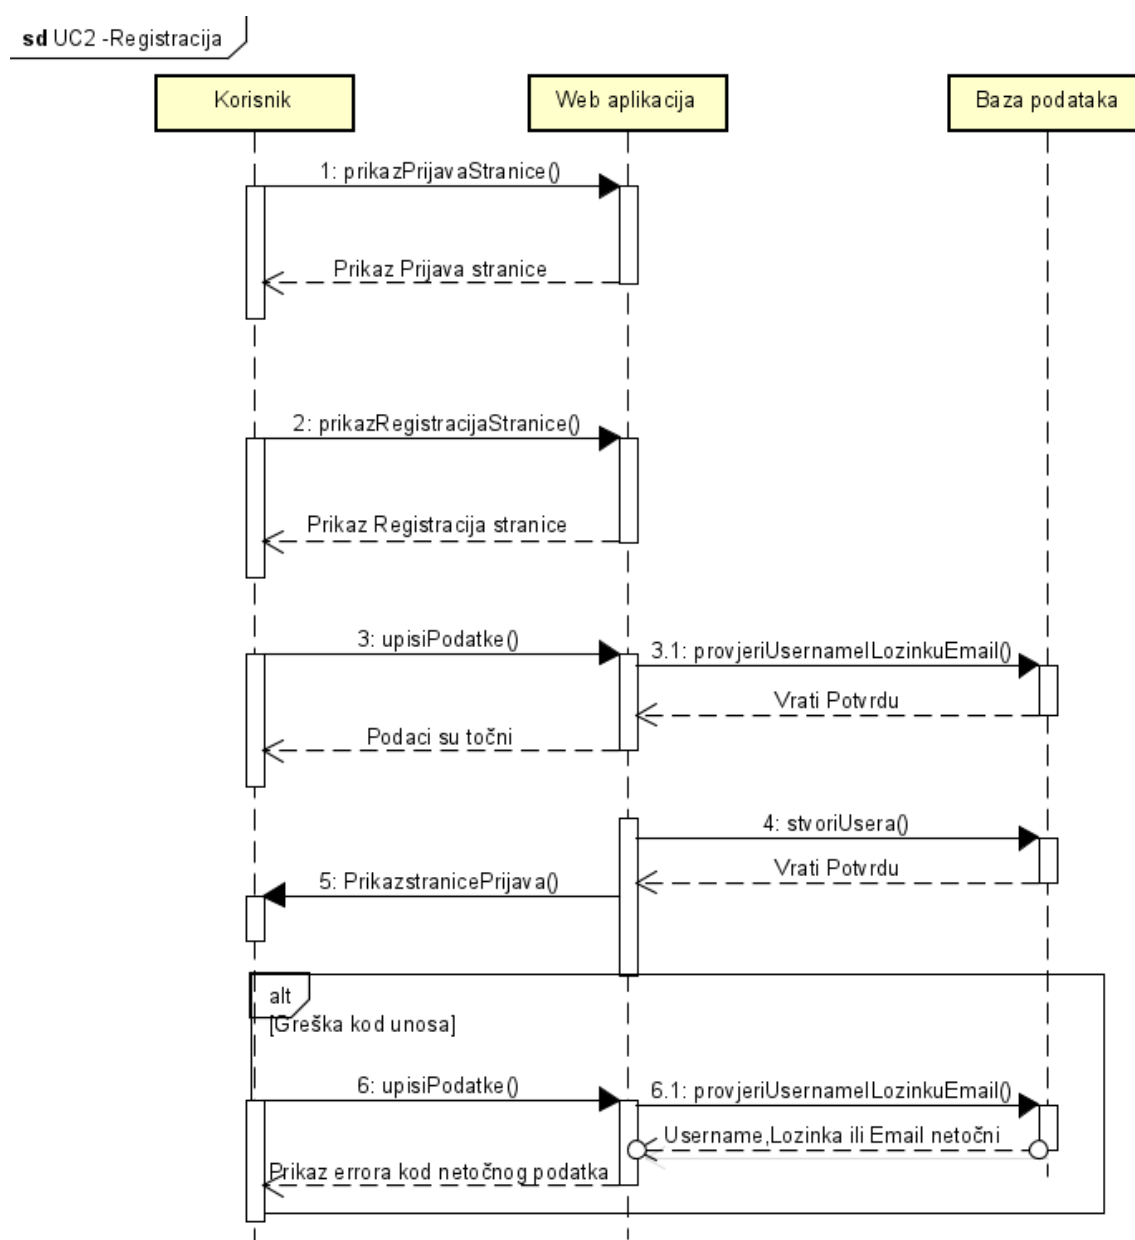 sd UC2 -Registracija
Korisnik
Web aplikacija
Baza podataka
1: prikazPrijavaStranice()
Prikaz Prijava stranice
2: prikazRegistracijaStranice()
Prikaz Registracija stranice
3: upisiPodatke()
3.1: provjeriUsernameILozinkuEmail()
Vrati Potvrdu
Podaci su točni
4: stvoriUsera()
Vrati Potvrdu
5: PrikazstranicePrijava()
alt
[Greška kod unosa]
6: upisiPodatke()
6.1: provjeriUsernameILozinkuEmail()
Username,Lozinka ili Email netočni
Prikaz errora kod netočnog podatka